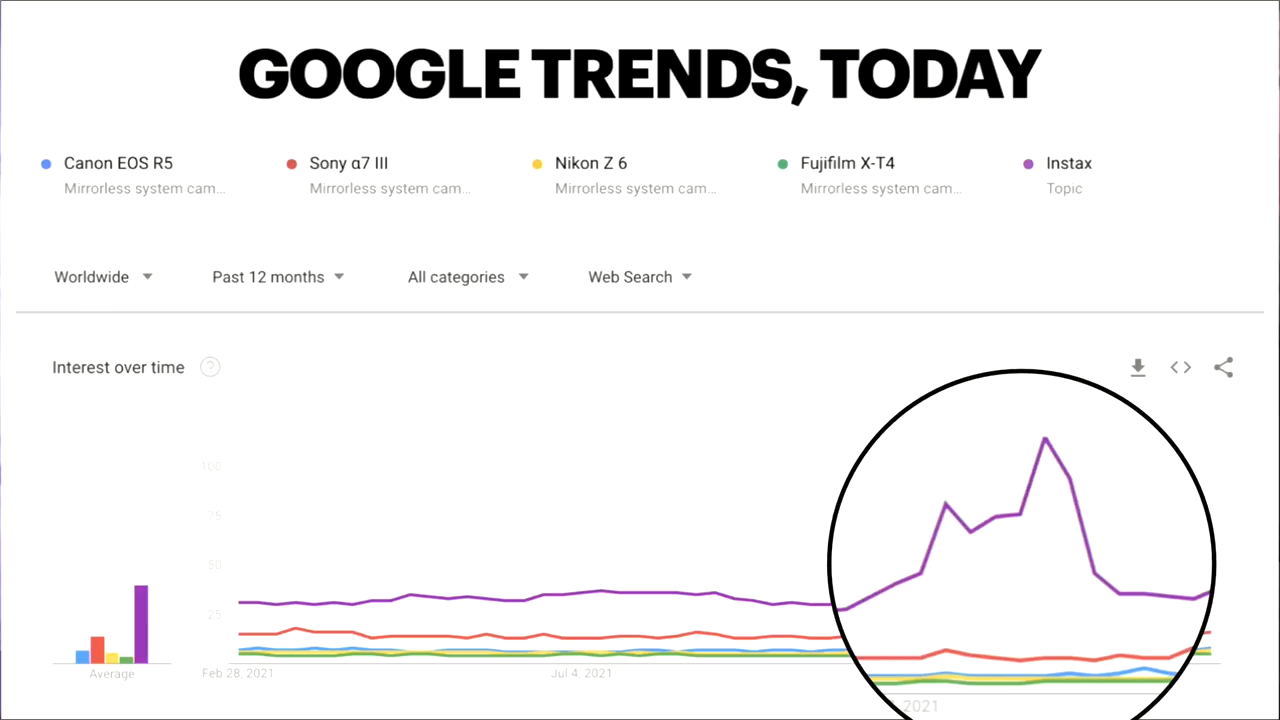 GOOGLE TRENDS, TODAY
Canon EOS R5
Mirrorless system cam...
Sony α7 III
Mirrorless system cam...
Nikon Z 6
Mirrorless system cam...
Fujifilm X-T4
Mirrorless system cam...
Instax
Topic
Worldwide
Past 12 months
All categories
Web Search
Interest over time
?
100
75
50
25
Average
Feb 28, 2021
Jul 4, 2021
2021